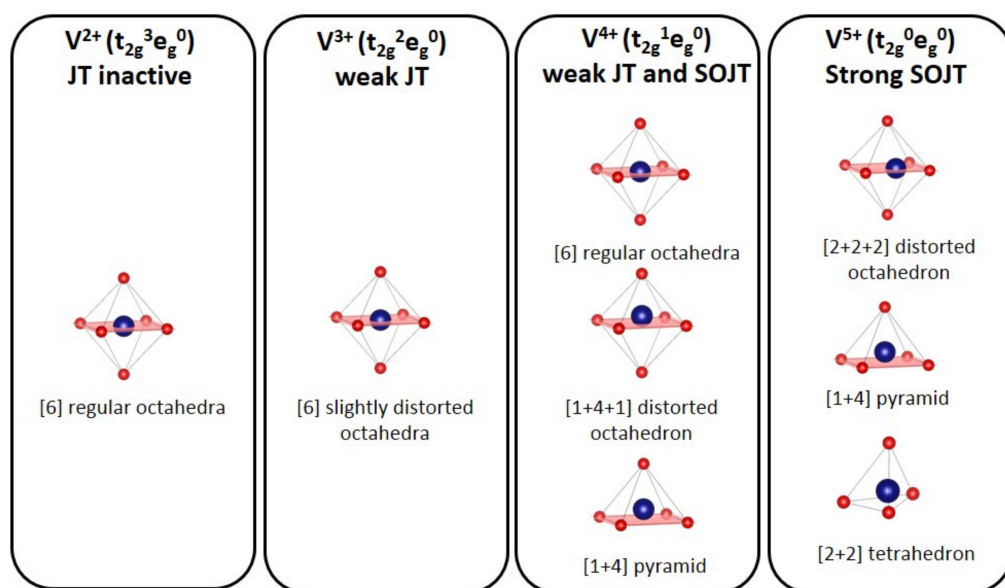 V²⁺ (t₂g³eg⁰)
JT inactive
[6] regular octahedra
V³⁺ (t₂g²eg⁰)
weak JT
[6] slightly distorted
octahedra
V⁴⁺ (t₂g¹eg⁰)
weak JT and SOJT
[6] regular octahedra
[1+4+1] distorted
octahedron
[1+4] pyramid
V⁵⁺ (t₂g⁰eg⁰)
Strong SOJT
[2+2+2] distorted
octahedron
[1+4] pyramid
[2+2] tetrahedron